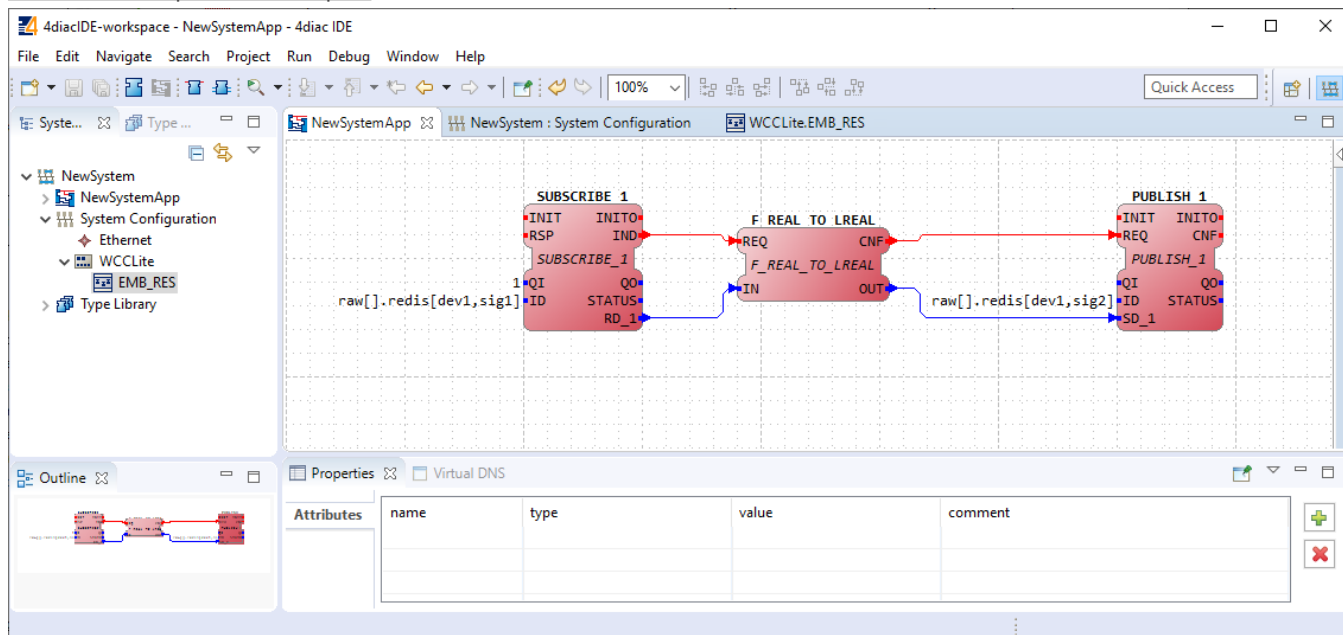 4diacIDE-workspace - NewSystemApp - 4diac IDE
File Edit Navigate Search Project Run Debug Window Help
100%
Quick Access
Syste...
Type ...
NewSystem
NewSystemApp
System Configuration
Ethernet
WCCLite
EMB_RES
Type Library
NewSystemApp
NewSystem : System Configuration
WCCLite.EMB_RES
SUBSCRIBE_1
INIT INITO
RSP IND
SUBSCRIBE_1
1 QI QO
raw[].redis[dev1,sig1] ID STATUS
RD_1
F_REAL_TO_LREAL
REQ CNF
F_REAL_TO_LREAL
IN OUT
PUBLISH_1
INIT INITO
REQ CNF
PUBLISH_1
QI QO
raw[].redis[dev1,sig2] ID STATUS
SD_1
Outline
Properties
Virtual DNS
Attributes
name type value comment